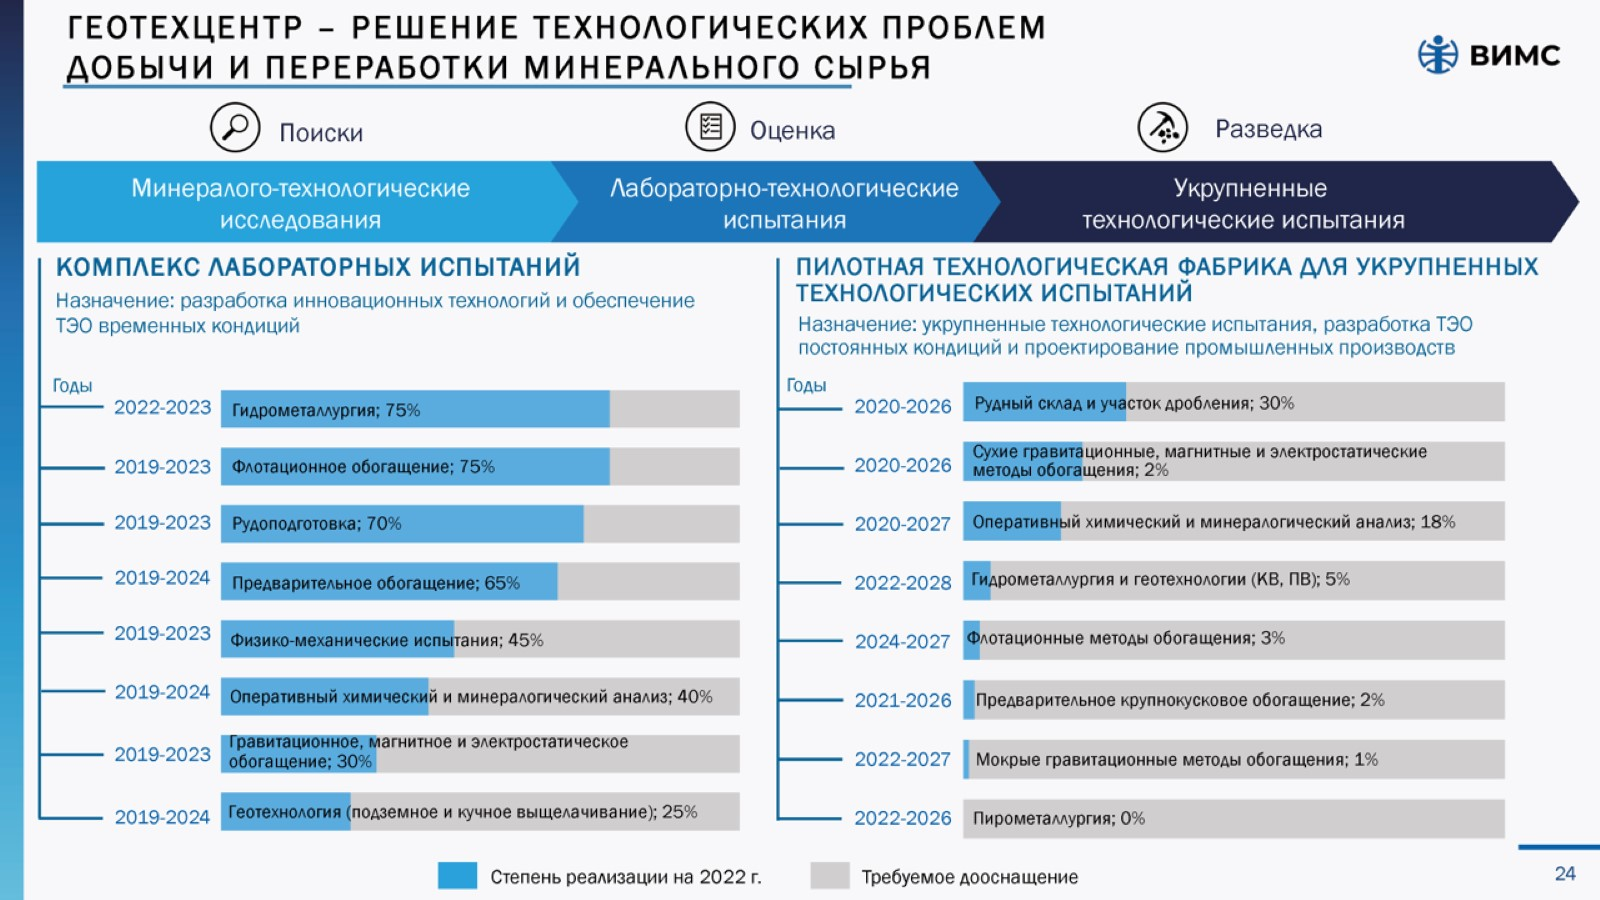 ГЕОТЕХЦЕНТР – РЕШЕНИЕ ТЕХНОЛОГИЧЕСКИХ ПРОБЛЕМ
ДОБЫЧИ И ПЕРЕРАБОТКИ МИНЕРАЛЬНОГО СЫРЬЯ
ВИМС
Поиски
Оценка
Разведка
Минералого-технологические
исследования
Лабораторно-технологические
испытания
Укрупненные
технологические испытания
КОМПЛЕКС ЛАБОРАТОРНЫХ ИСПЫТАНИЙ
Назначение: разработка инновационных технологий и обеспечение
ТЭО временных кондиций
Годы
2022-2023 Гидрометаллургия; 75%
2019-2023 Флотационное обогащение; 75%
2019-2023 Рудоподготовка; 70%
2019-2024 Предварительное обогащение; 65%
2019-2023 Физико-механические испытания; 45%
2019-2024 Оперативный химический и минералогический анализ; 40%
2019-2023 Гравитационное, магнитное и электростатическое
обогащение; 30%
2019-2024 Геотехнология (подземное и кучное выщелачивание); 25%
ПИЛОТНАЯ ТЕХНОЛОГИЧЕСКАЯ ФАБРИКА ДЛЯ УКРУПНЕННЫХ
ТЕХНОЛОГИЧЕСКИХ ИСПЫТАНИЙ
Назначение: укрупненные технологические испытания, разработка ТЭО
постоянных кондиций и проектирование промышленных производств
Годы
2020-2026 Рудный склад и участок дробления; 30%
2020-2026 Сухие гравитационные, магнитные и электростатические
методы обогащения; 2%
2020-2027 Оперативный химический и минералогический анализ; 18%
2022-2028 Гидрометаллургия и геотехнологии (КВ, ПВ); 5%
2024-2027 Флотационные методы обогащения; 3%
2021-2026 Предварительное крупнокусковое обогащение; 2%
2022-2027 Мокрые гравитационные методы обогащения; 1%
2022-2026 Пирометаллургия; 0%
Степень реализации на 2022 г.
Требуемое дооснащение
24